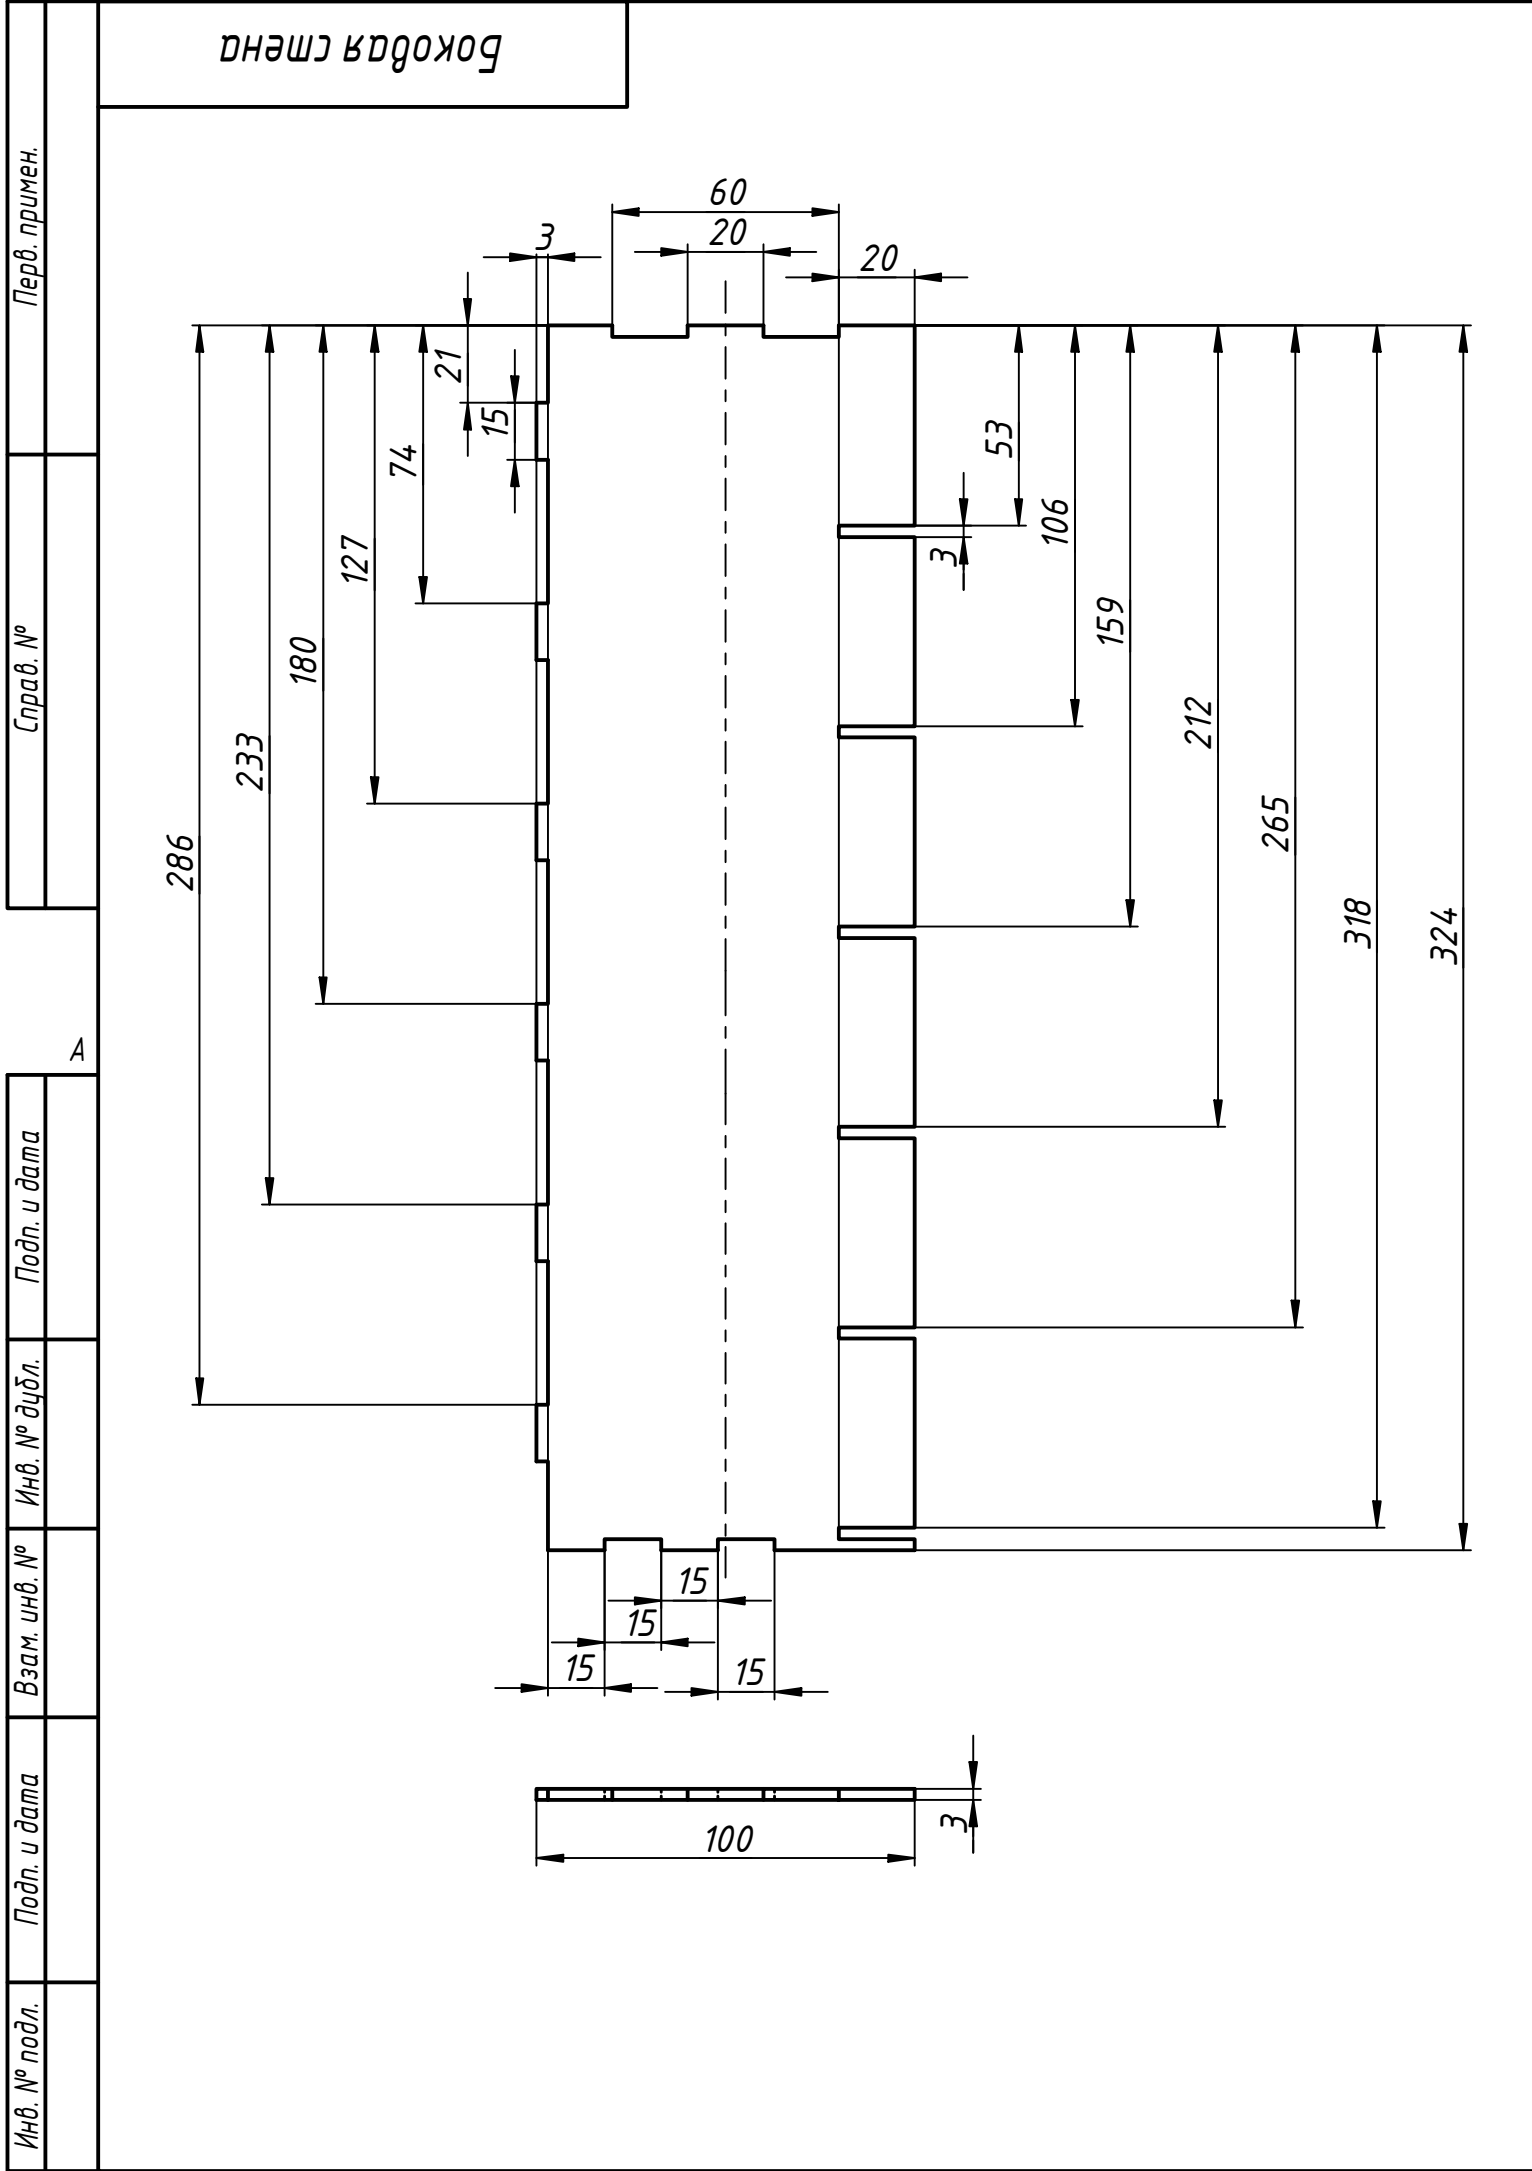 Боковая стена
Перв. примен.
Справ. №
А
Подп. и дата
Инв. № дубл.
Взам. инв. №
Подп. и дата
Инв. № подл.
60
20
3
20
21
15
74
127
180
233
286
53
3
106
159
212
265
318
324
15
15
15
15
3
100